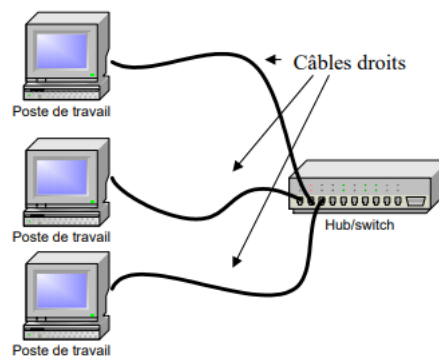 Câbles droits
Poste de travail
Poste de travail
Hub/switch
Poste de travail